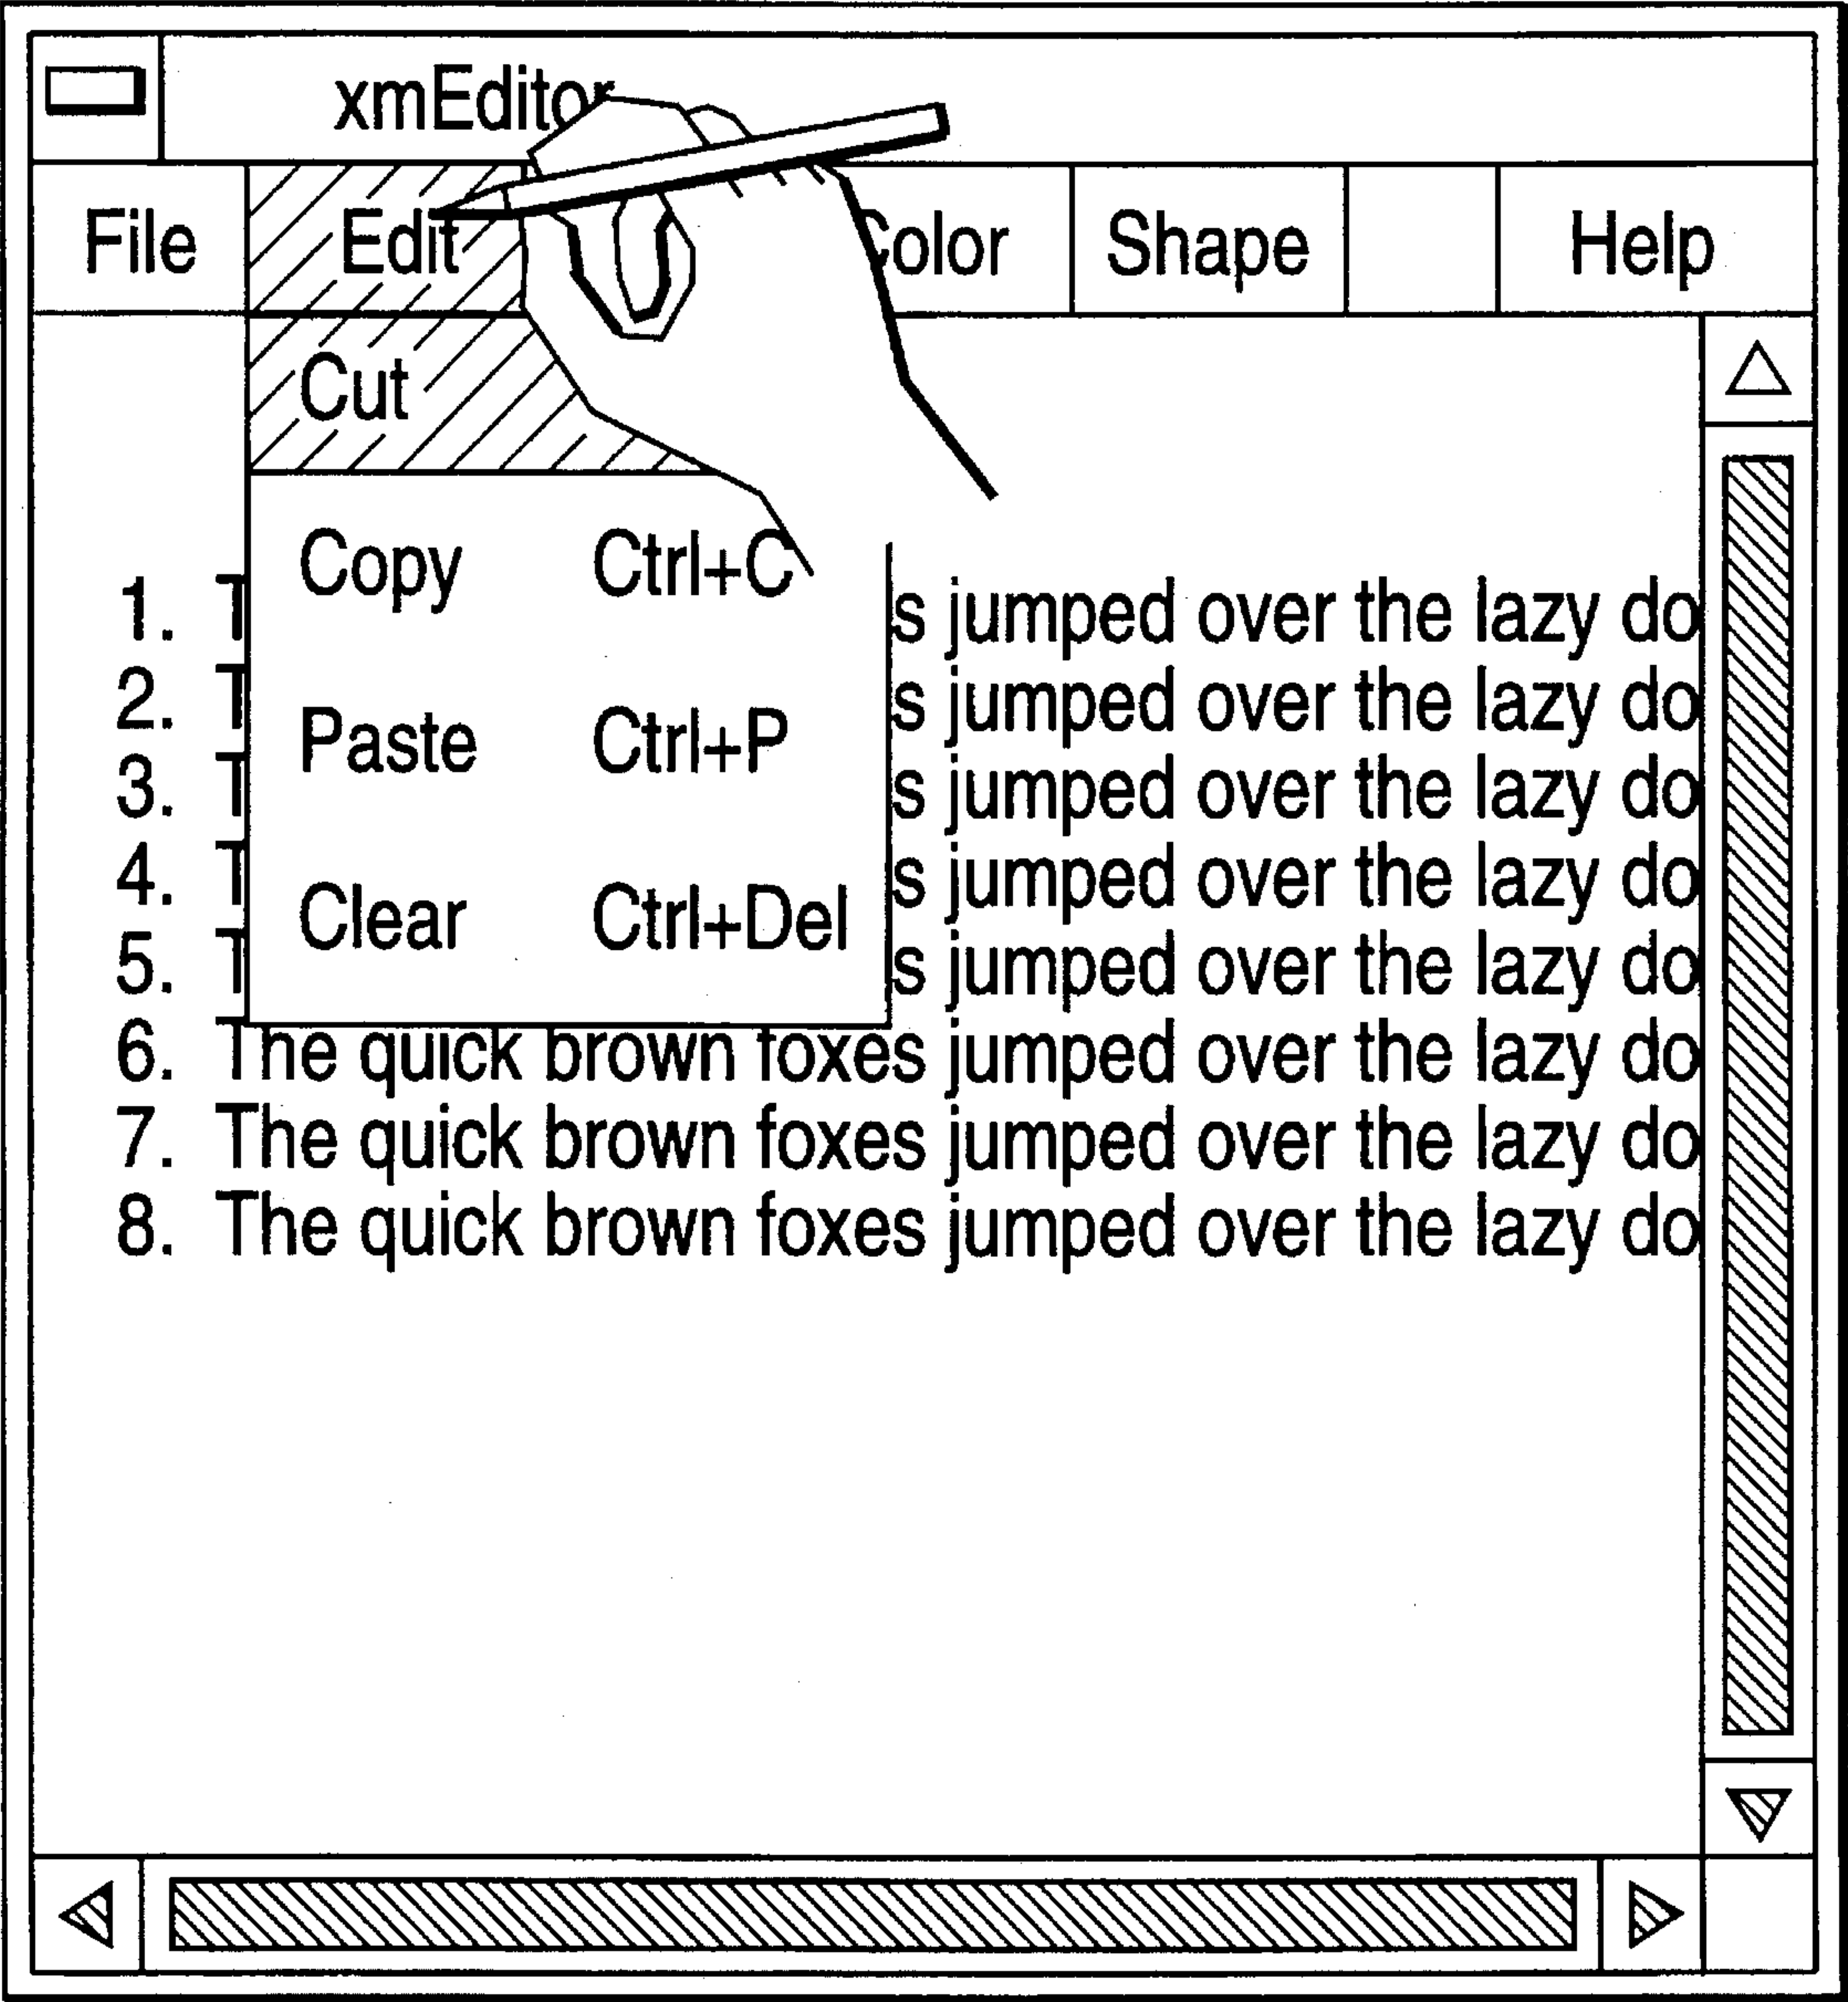 xmEditor
File Edit Color Shape Help
Cut
Copy Ctrl+C
Paste Ctrl+P
Clear Ctrl+Del
1. T s jumped over the lazy do
2. T s jumped over the lazy do
3. T s jumped over the lazy do
4. T s jumped over the lazy do
5. T s jumped over the lazy do
6. The quick brown foxes jumped over the lazy do
7. The quick brown foxes jumped over the lazy do
8. The quick brown foxes jumped over the lazy do